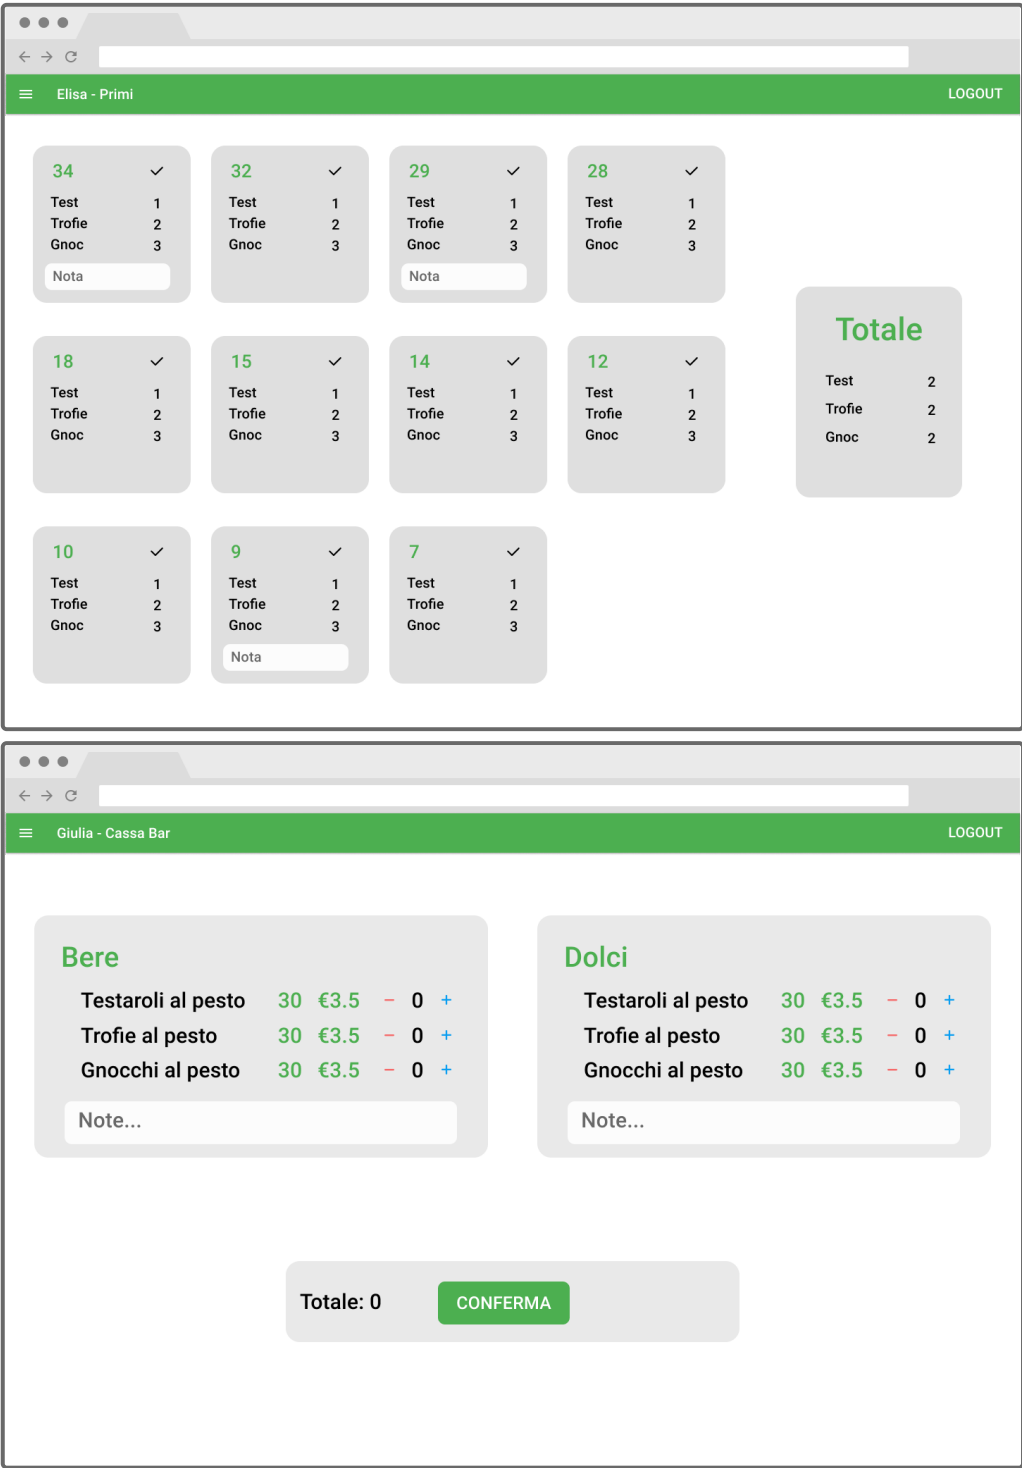 Elisa - Primi LOGOUT
34
Test 1
Trofie 2
Gnoc 3
Nota
32
Test 1
Trofie 2
Gnoc 3
29
Test 1
Trofie 2
Gnoc 3
Nota
28
Test 1
Trofie 2
Gnoc 3
18
Test 1
Trofie 2
Gnoc 3
15
Test 1
Trofie 2
Gnoc 3
14
Test 1
Trofie 2
Gnoc 3
12
Test 1
Trofie 2
Gnoc 3
10
Test 1
Trofie 2
Gnoc 3
9
Test 1
Trofie 2
Gnoc 3
Nota
7
Test 1
Trofie 2
Gnoc 3
Totale
Test 2
Trofie 2
Gnoc 2
Giulia - Cassa Bar LOGOUT
Bere
Testaroli al pesto 30 €3.5 − 0 +
Trofie al pesto 30 €3.5 − 0 +
Gnocchi al pesto 30 €3.5 − 0 +
Note...
Dolci
Testaroli al pesto 30 €3.5 − 0 +
Trofie al pesto 30 €3.5 − 0 +
Gnocchi al pesto 30 €3.5 − 0 +
Note...
Totale: 0 CONFERMA